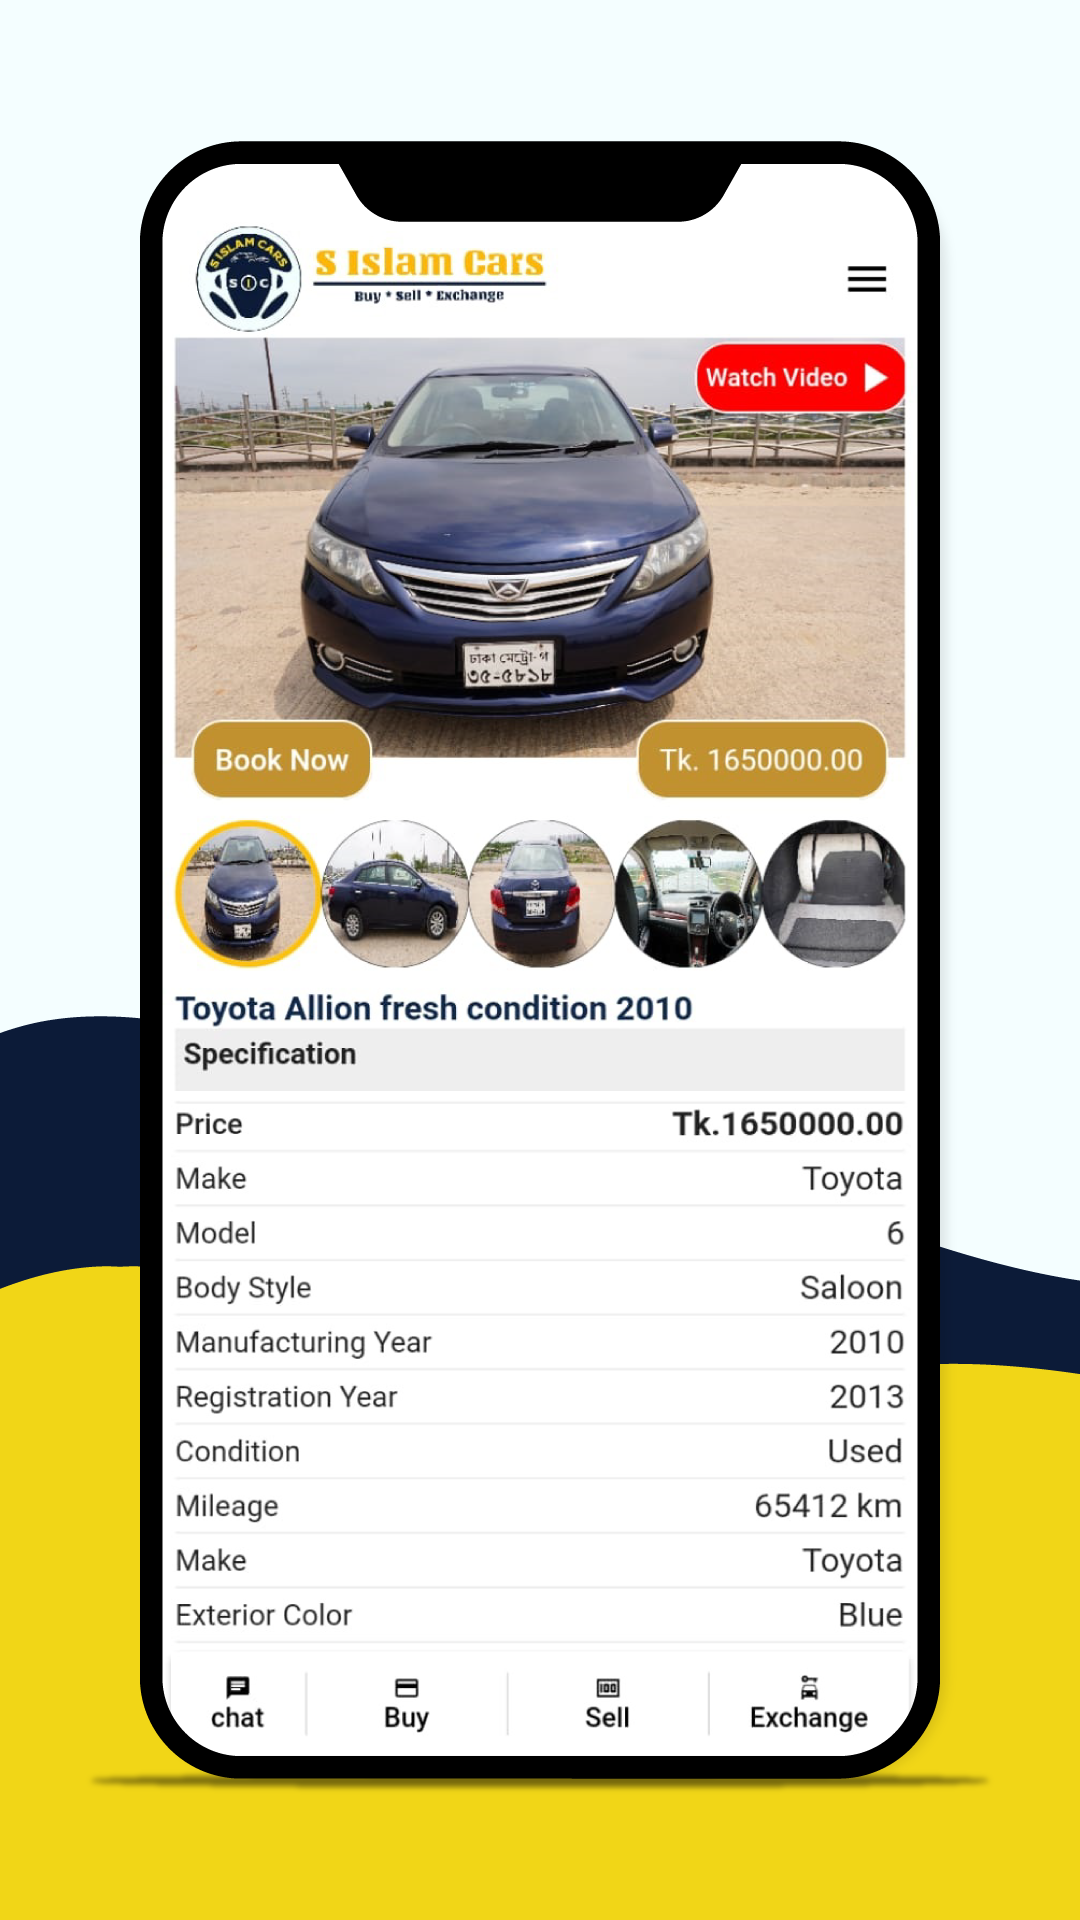 S ISLAM CARS
S I C
S Islam Cars
Buy * Sell * Exchange
Watch Video
ঢাকা মেট্রো-গ
৩৫-৫৮১৮
Book Now
Tk. 1650000.00
Toyota Allion fresh condition 2010
Specification
Price Tk.1650000.00
Make Toyota
Model 6
Body Style Saloon
Manufacturing Year 2010
Registration Year 2013
Condition Used
Mileage 65412 km
Make Toyota
Exterior Color Blue
chat Buy Sell Exchange